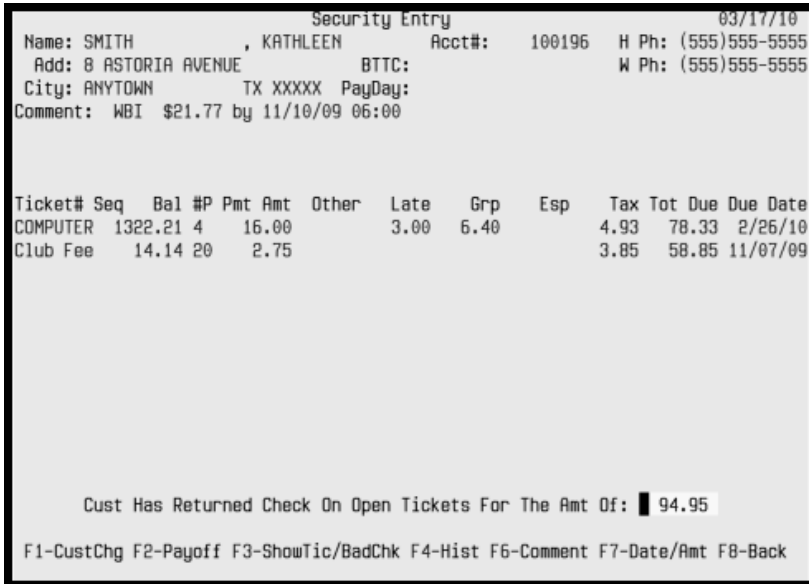 Security Entry 03/17/10
Name: SMITH , KATHLEEN Acct#: 100196 H Ph: (555)555-5555
Add: 8 ASTORIA AVENUE BTTC: W Ph: (555)555-5555
City: ANYTOWN TX XXXXX PayDay:
Comment: WBI $21.77 by 11/10/09 06:00
Ticket# Seq Bal #P Pmt Amt Other Late Grp Esp Tax Tot Due Due Date
COMPUTER 1322.21 4 16.00 3.00 6.40 4.93 78.33 2/26/10
Club Fee 14.14 20 2.75 3.85 58.85 11/07/09
Cust Has Returned Check On Open Tickets For The Amt Of: 94.95
F1-CustChg F2-Payoff F3-ShowTic/BadChk F4-Hist F6-Comment F7-Date/Amt F8-Back